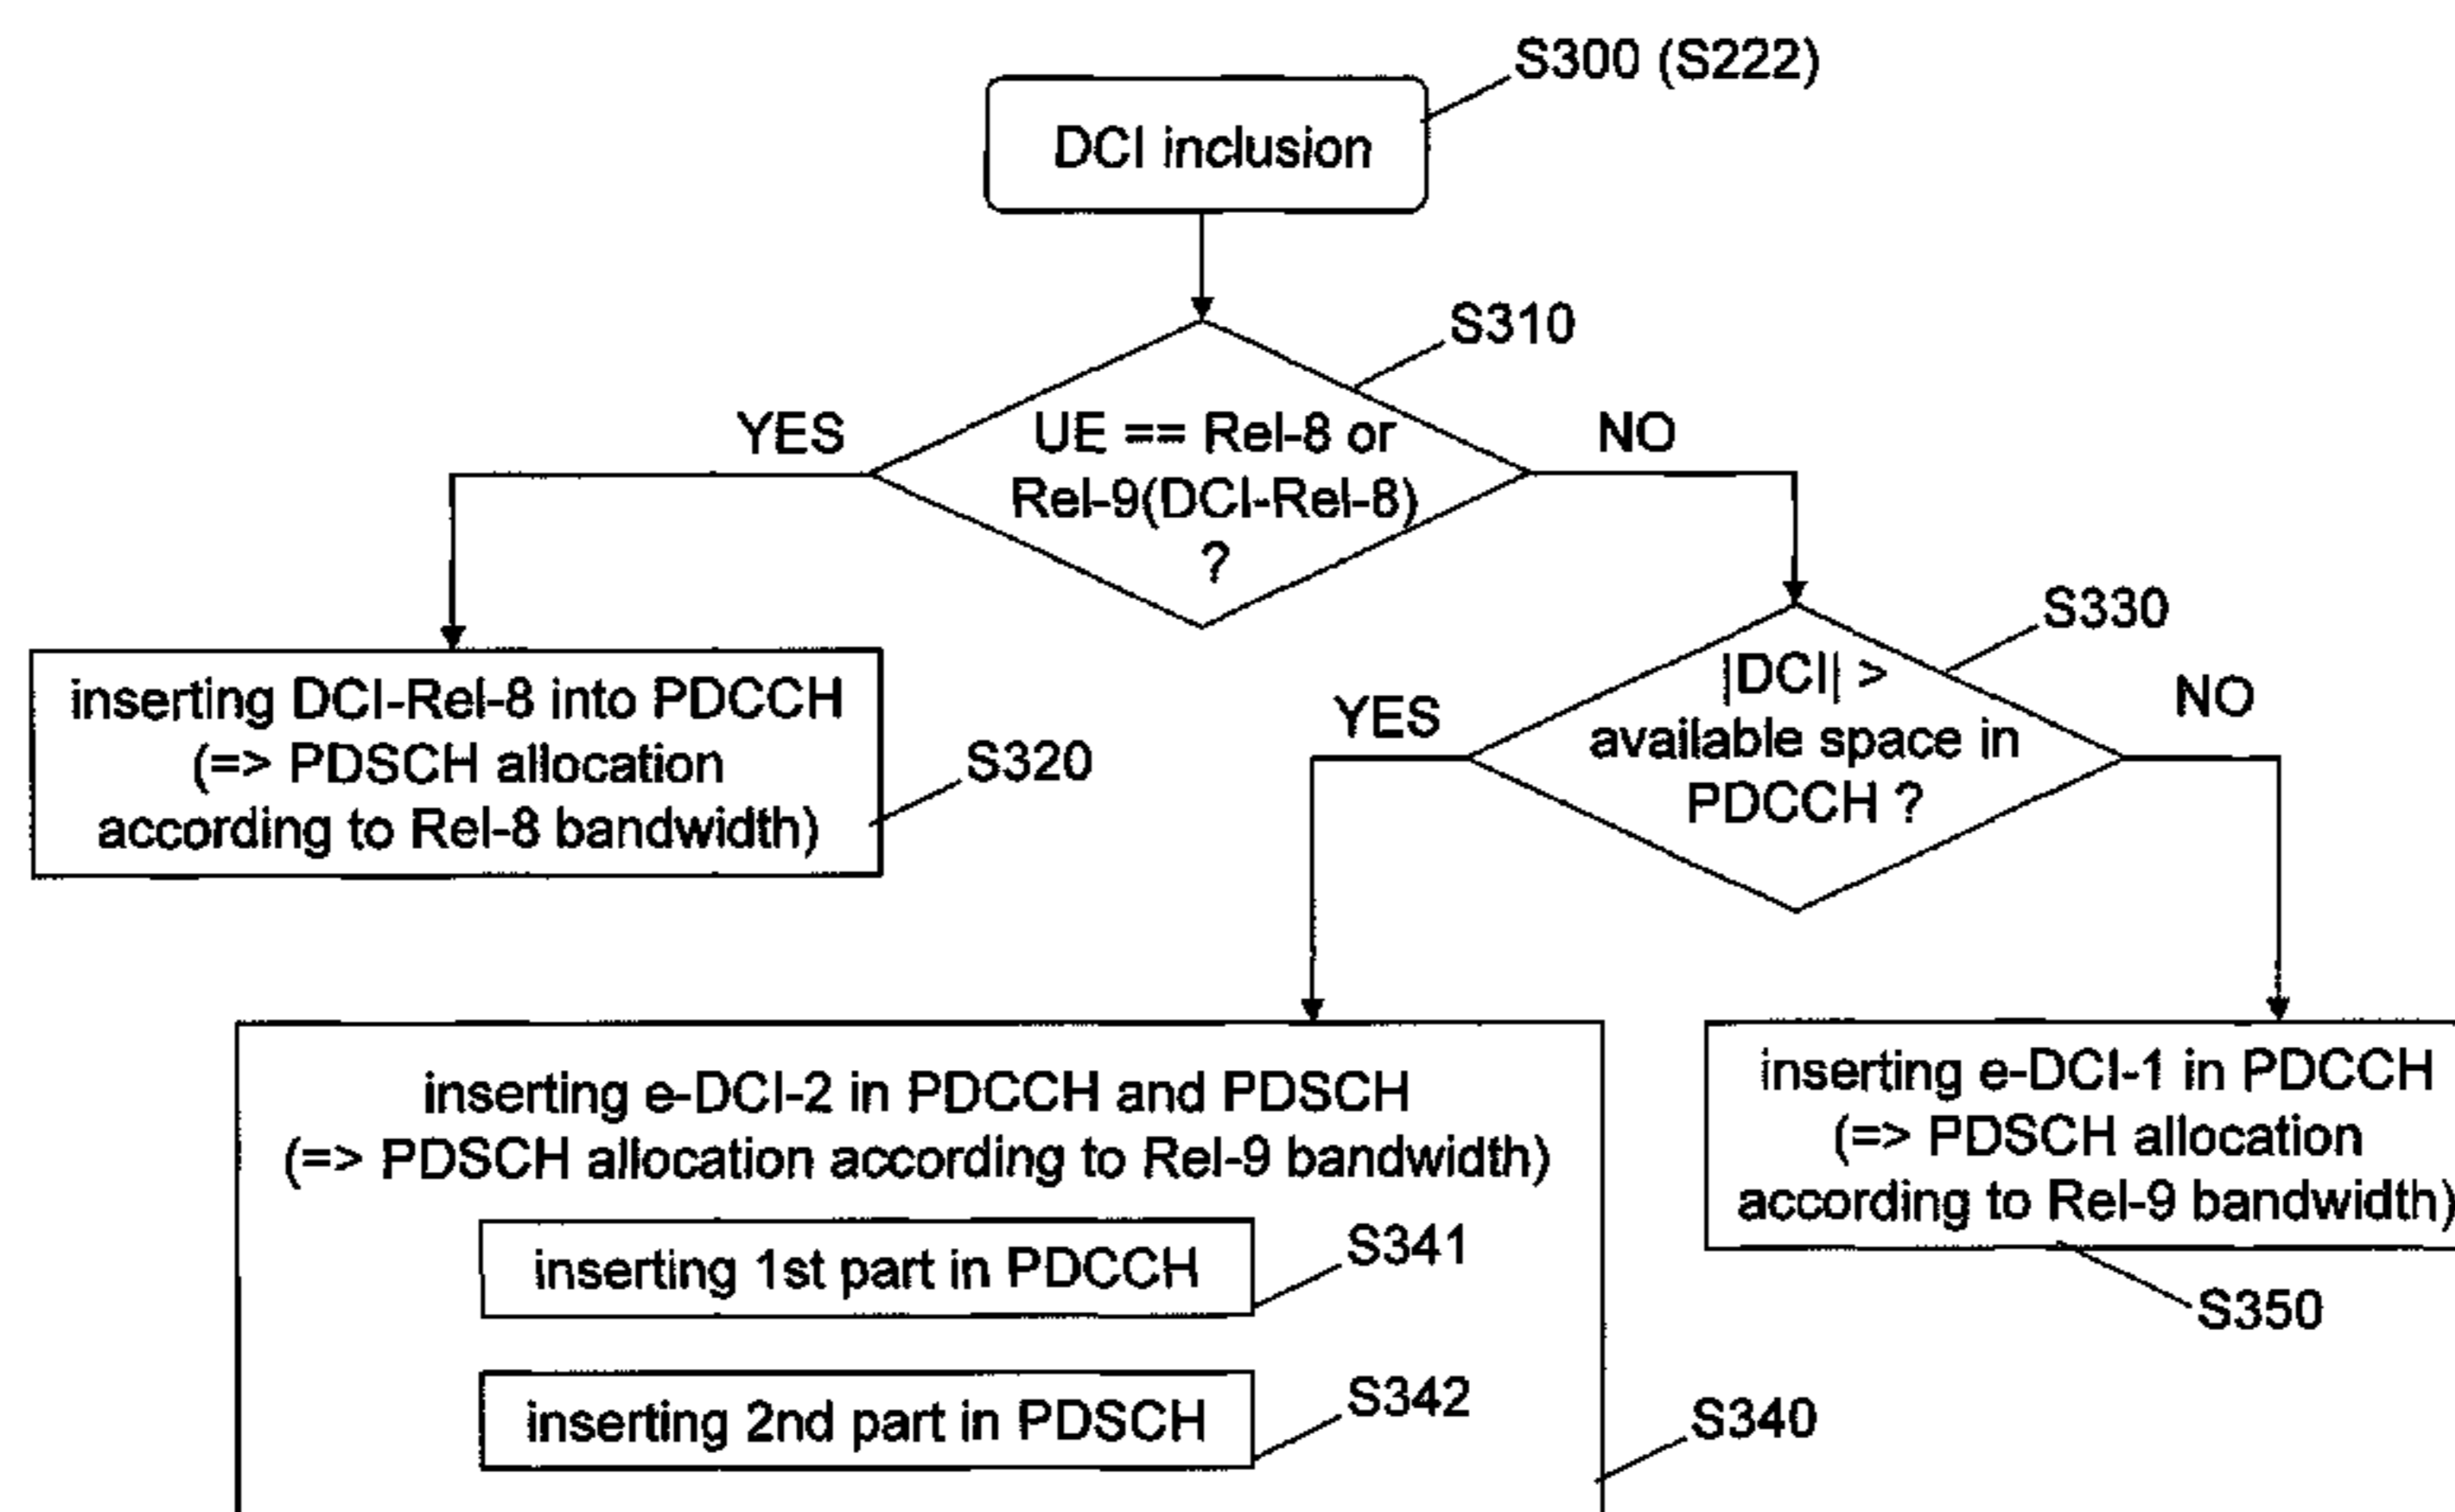 S300 (S222)
DCI inclusion
S310
YES
UE == Rel-8 or
Rel-9(DCI-Rel-8)
?
NO
S330
inserting DCI-Rel-8 into PDCCH
(=> PDSCH allocation
according to Rel-8 bandwidth)
S320
YES
|DCI| >
available space in
PDCCH ?
NO
inserting e-DCI-2 in PDCCH and PDSCH
(=> PDSCH allocation according to Rel-9 bandwidth)
inserting 1st part in PDCCH
S341
inserting 2nd part in PDSCH
S342
S340
inserting e-DCI-1 in PDCCH
(=> PDSCH allocation
according to Rel-9 bandwidth)
S350